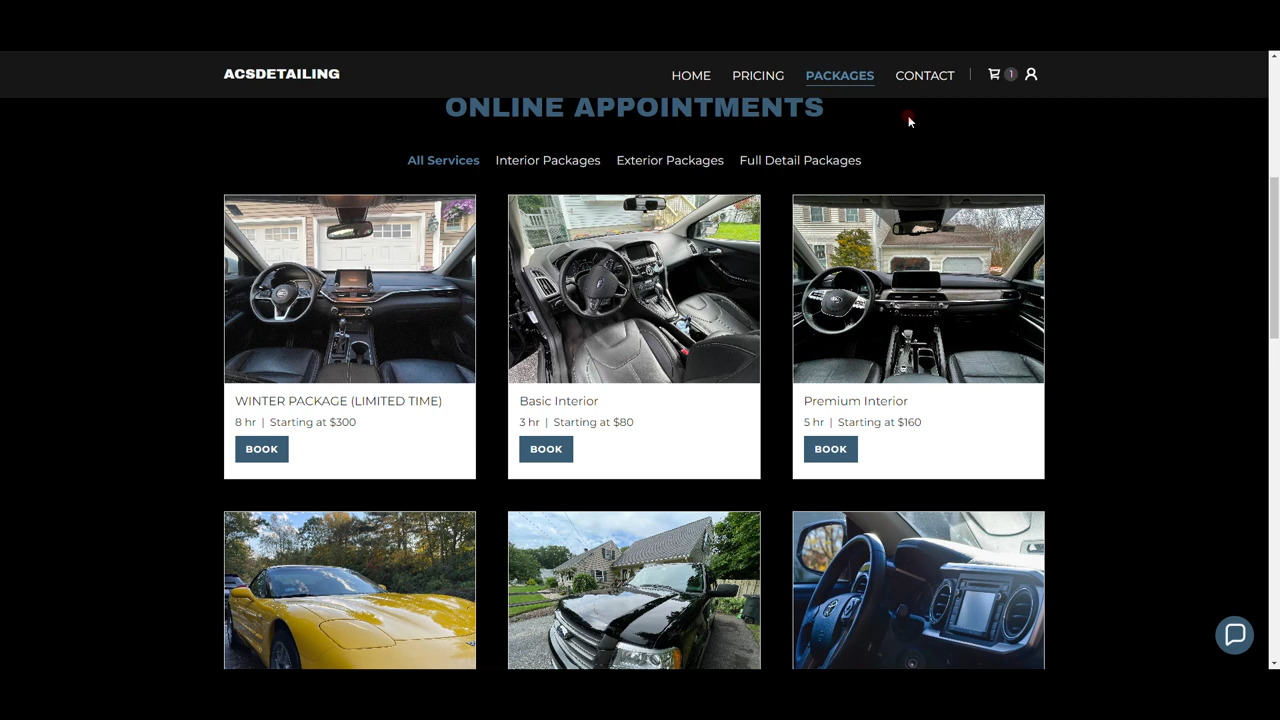 ACSDETAILING
HOME PRICING PACKAGES CONTACT 1
ONLINE APPOINTMENTS
All Services Interior Packages Exterior Packages Full Detail Packages
WINTER PACKAGE (LIMITED TIME)
8 hr | Starting at $300
BOOK
Basic Interior
3 hr | Starting at $80
BOOK
Premium Interior
5 hr | Starting at $160
BOOK